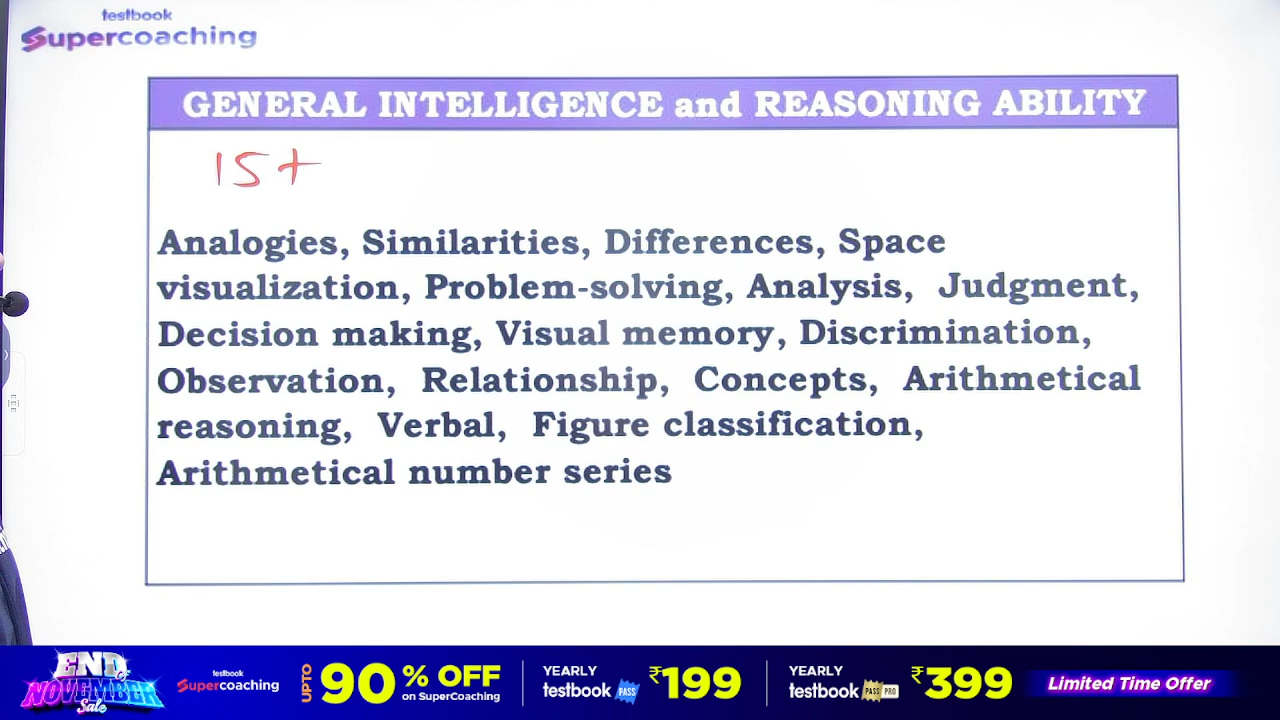 testbook
Supercoaching
GENERAL INTELLIGENCE and REASONING ABILITY
15+
Analogies, Similarities, Differences, Space
visualization, Problem-solving, Analysis, Judgment,
Decision making, Visual memory, Discrimination,
Observation, Relationship, Concepts, Arithmetical
reasoning, Verbal, Figure classification,
Arithmetical number series
END of NOVEMBER Sale
testbook Supercoaching
UPTO 90% OFF on SuperCoaching
YEARLY testbook PASS ₹199
YEARLY testbook PASS PRO ₹399
Limited Time Offer